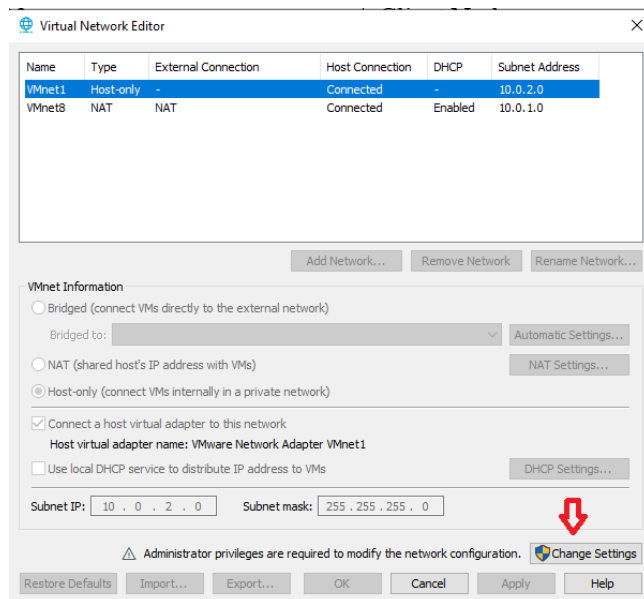 Virtual Network Editor
Name Type External Connection Host Connection DHCP Subnet Address
VMnet1 Host-only - Connected - 10.0.2.0
VMnet8 NAT NAT Connected Enabled 10.0.1.0
Add Network... Remove Network Rename Network...
VMnet Information
Bridged (connect VMs directly to the external network)
Bridged to: Automatic Settings...
NAT (shared host's IP address with VMs) NAT Settings...
Host-only (connect VMs internally in a private network)
Connect a host virtual adapter to this network
Host virtual adapter name: VMware Network Adapter VMnet1
Use local DHCP service to distribute IP address to VMs DHCP Settings...
Subnet IP: 10 . 0 . 2 . 0 Subnet mask: 255 . 255 . 255 . 0
Administrator privileges are required to modify the network configuration. Change Settings
Restore Defaults Import... Export... OK Cancel Apply Help